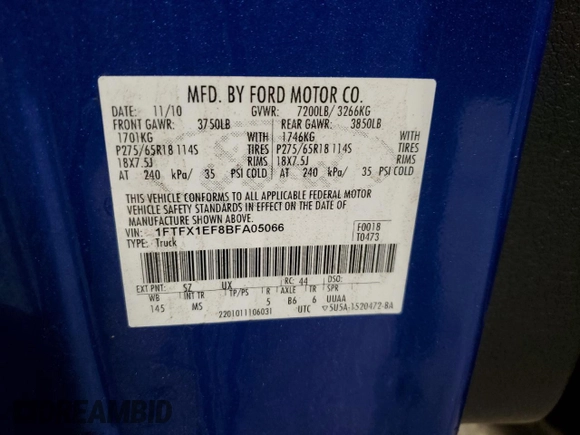 MFD. BY FORD MOTOR CO.
DATE: 11/10 GVWR: 7200LB/ 3266KG
FRONT GAWR: 3750LB REAR GAWR: 3850LB
1701KG WITH 1746KG WITH
P275/65R18 114S TIRES P275/65R18 114S TIRES
18X7.5J RIMS 18X7.5J RIMS
AT 240 kPa/ 35 PSI COLD AT 240 kPa/ 35 PSI COLD
THIS VEHICLE CONFORMS TO ALL APPLICABLE FEDERAL MOTOR
VEHICLE SAFETY STANDARDS IN EFFECT ON THE DATE OF
MANUFACTURE SHOWN ABOVE.
VIN: 1FTFX1EF8BFA05066 F0018
TYPE: Truck T0473
EXT PNT: SZ UX RC: 44 DSO:
WB INT TR TP/PS R AXLE TR SPR
145 MS 5 B6 6 UUAA
2201011106031 UTC ▽5U5A-1520472-BA
DREAMBID